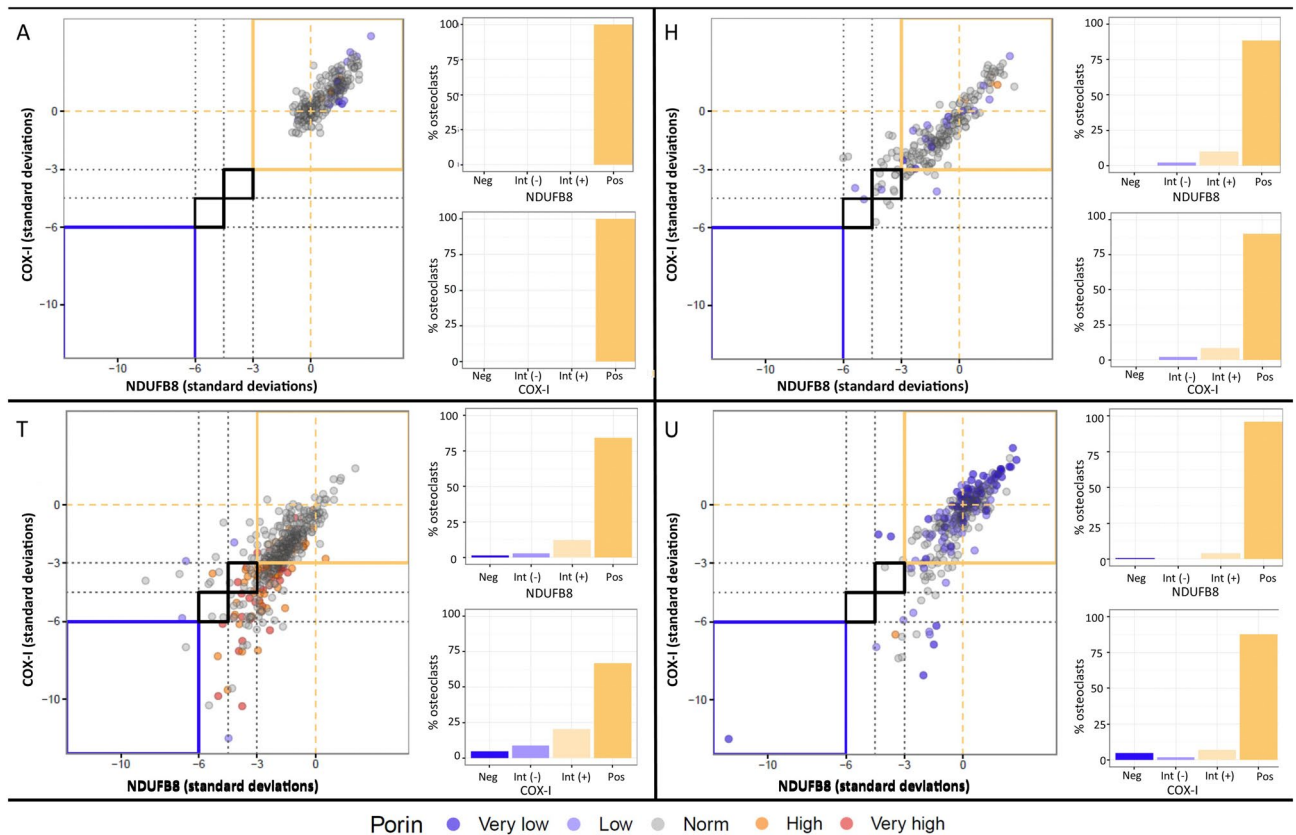 A
COX-I (standard deviations)
0
−3
−6
−10
−10
−6
−3
0
NDUFB8 (standard deviations)
% osteoclasts
100
75
50
25
0
Neg
Int (-)
Int (+)
Pos
NDUFB8
% osteoclasts
100
75
50
25
0
Neg
Int (-)
Int (+)
Pos
COX-I
H
COX-I (standard deviations)
0
−3
−6
−10
−10
−6
−3
0
NDUFB8 (standard deviations)
% osteoclasts
100
75
50
25
0
Neg
Int (-)
Int (+)
Pos
NDUFB8
% osteoclasts
100
75
50
25
0
Neg
Int (-)
Int (+)
Pos
COX-I
T
COX-I (standard deviations)
0
−3
−6
−10
−10
−6
−3
0
NDUFB8 (standard deviations)
% osteoclasts
100
75
50
25
0
Neg
Int (-)
Int (+)
Pos
NDUFB8
% osteoclasts
100
75
50
25
0
Neg
Int (-)
Int (+)
Pos
COX-I
U
COX-I (standard deviations)
0
−3
−6
−10
−10
−6
−3
0
NDUFB8 (standard deviations)
% osteoclasts
100
75
50
25
0
Neg
Int (-)
Int (+)
Pos
NDUFB8
% osteoclasts
100
75
50
25
0
Neg
Int (-)
Int (+)
Pos
COX-I
Porin Very low Low Norm High Very high